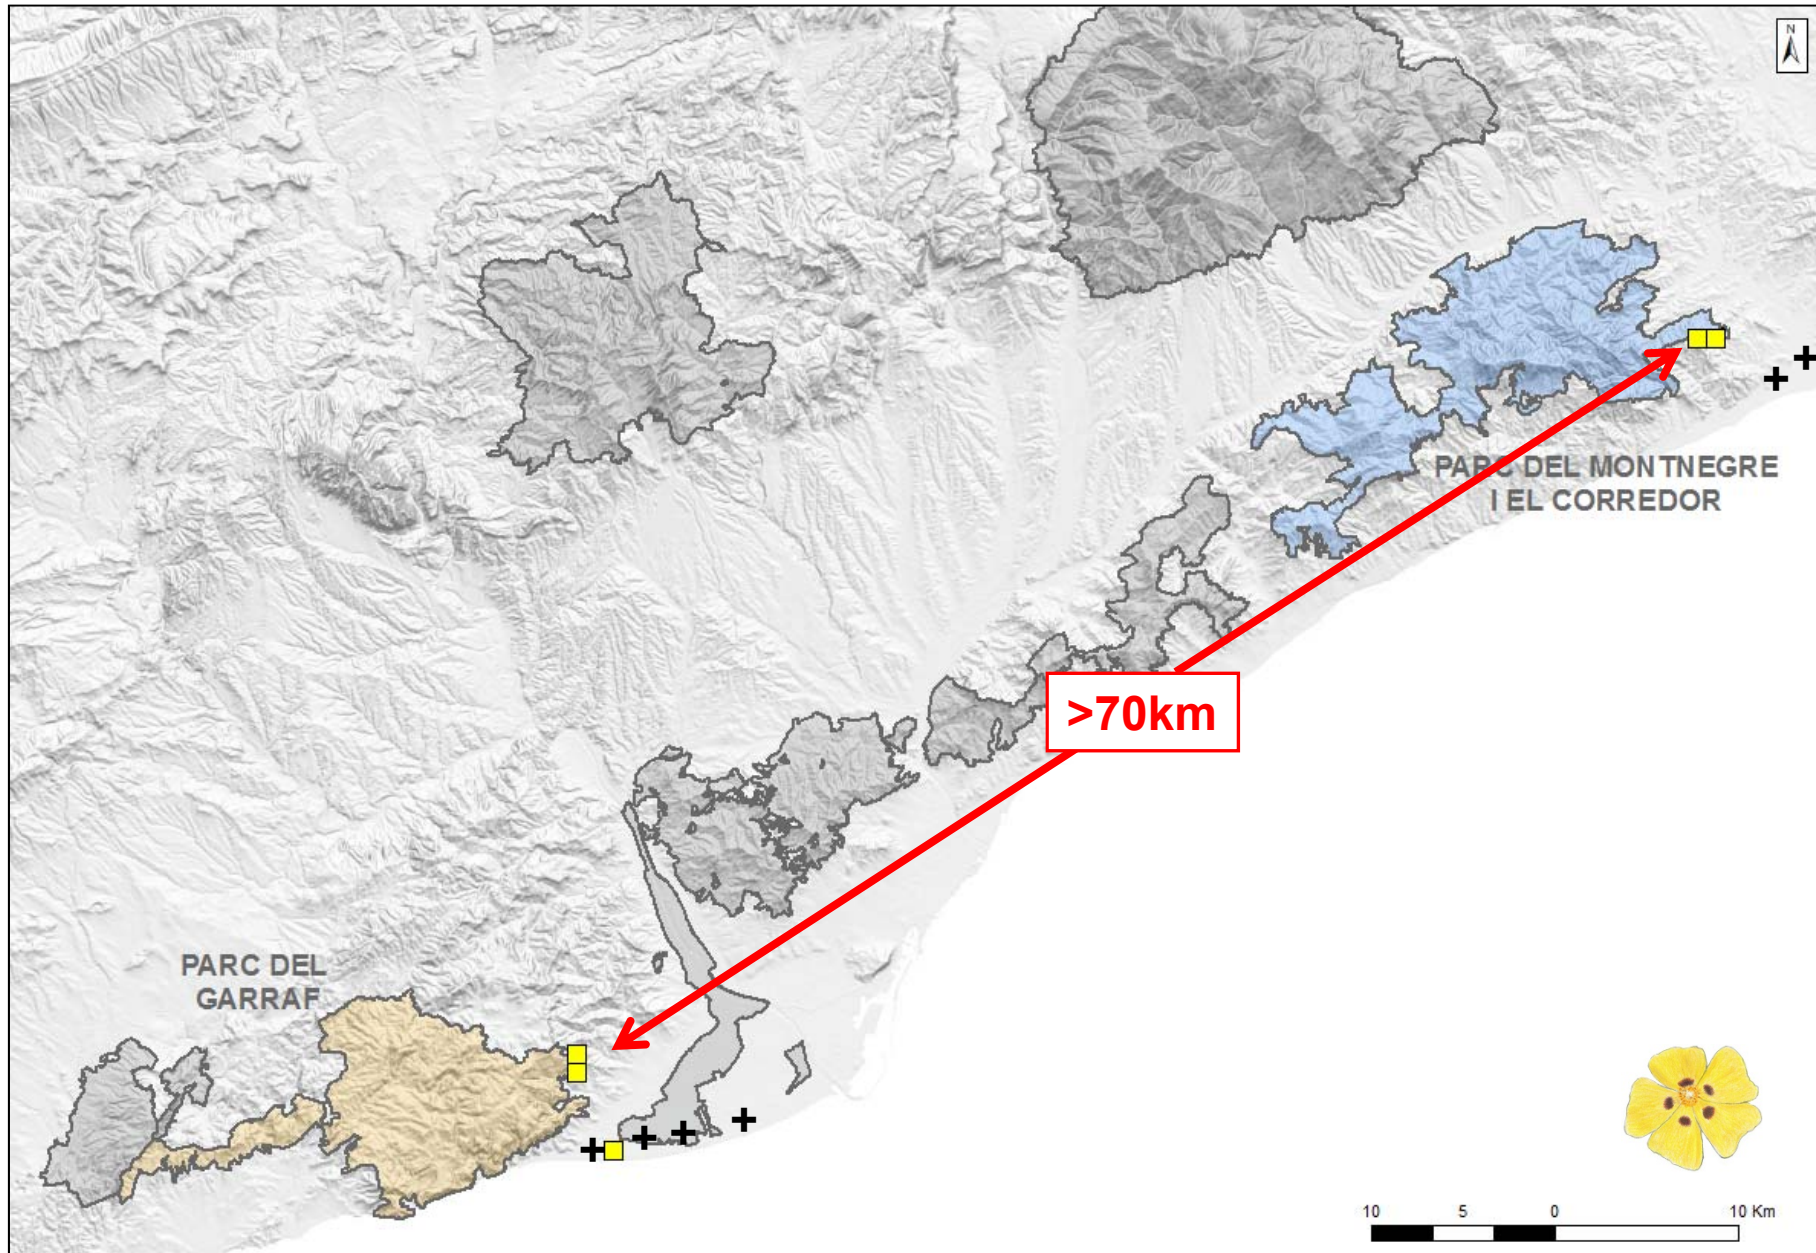 N
PARC DEL MONTNEGRE
I EL CORREDOR
>70km
PARC DEL
GARRAF
10 5 0 10 Km